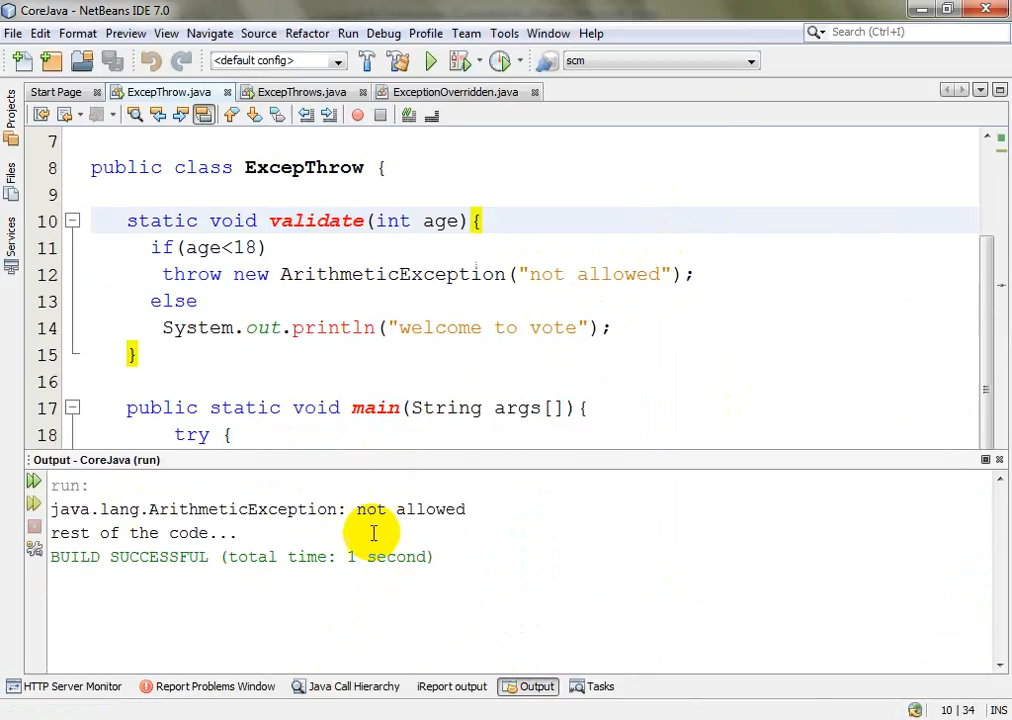 CoreJava - NetBeans IDE 7.0
File Edit Format Preview View Navigate Source Refactor Run Debug Profile Team Tools Window Help
Search (Ctrl+I)
<default config>
scm
Start Page ExcepThrow.java ExcepThrows.java ExceptionOverridden.java
Projects
Files
Services
7
8 public class ExcepThrow {
9
10 static void validate(int age){
11 if(age<18)
12 throw new ArithmeticException("not allowed");
13 else
14 System.out.println("welcome to vote");
15 }
16
17 public static void main(String args[]){
18 try {
Output - CoreJava (run)
run:
java.lang.ArithmeticException: not allowed
rest of the code...
BUILD SUCCESSFUL (total time: 1 second)
HTTP Server Monitor Report Problems Window Java Call Hierarchy iReport output Output Tasks
10 | 34 INS